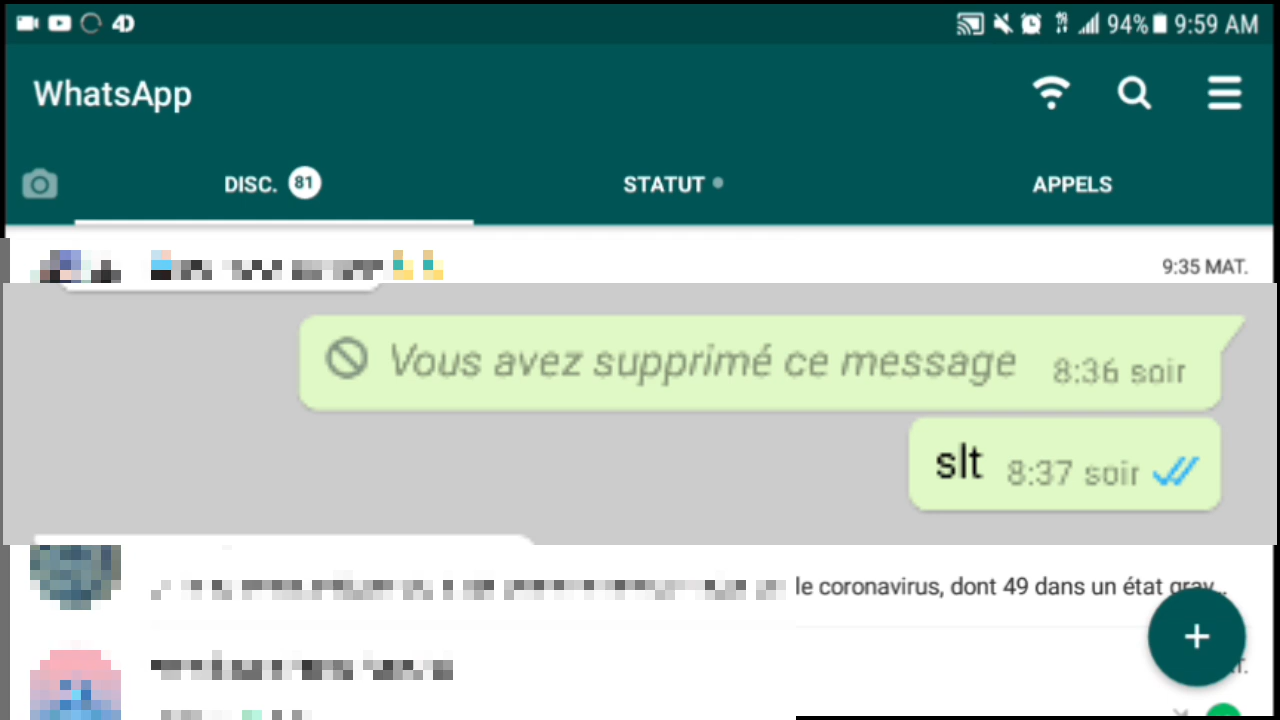 4D 94% 9:59 AM
WhatsApp
DISC. 81 STATUT APPELS
9:35 MAT.
Vous avez supprimé ce message 8:36 soir
slt 8:37 soir
le coronavirus, dont 49 dans un état
+